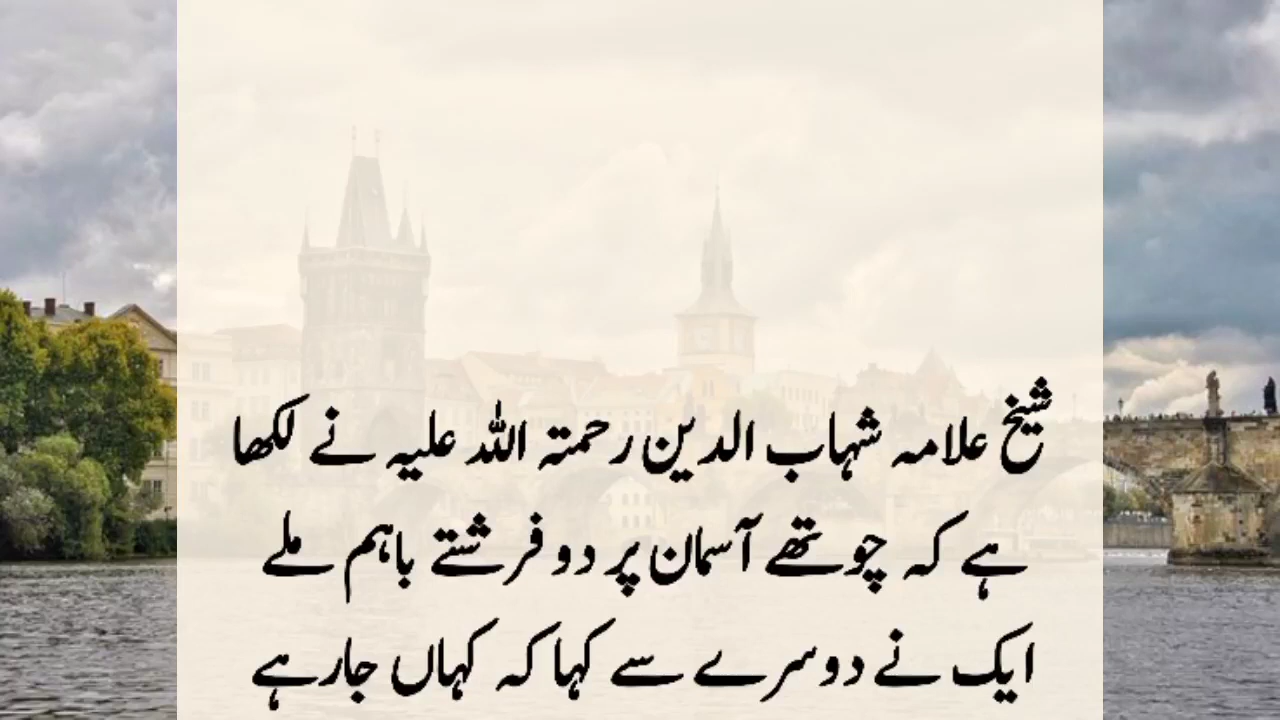 شیخ علامہ شہاب الدین رحمتہ اللہ علیہ نے لکھا
ہے کہ چوتھے آسمان پر دو فرشتے باہم ملے
ایک نے دوسرے سے کہا کہ کہاں جارہے